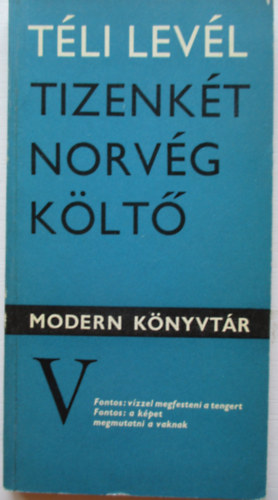 TÉLI LEVÉL
TIZENKÉT
NORVÉG
KÖLTŐ
MODERN KÖNYVTÁR
V
Fontos: vízzel megfesteni a tengert
Fontos: a képet
megmutatni a vaknak